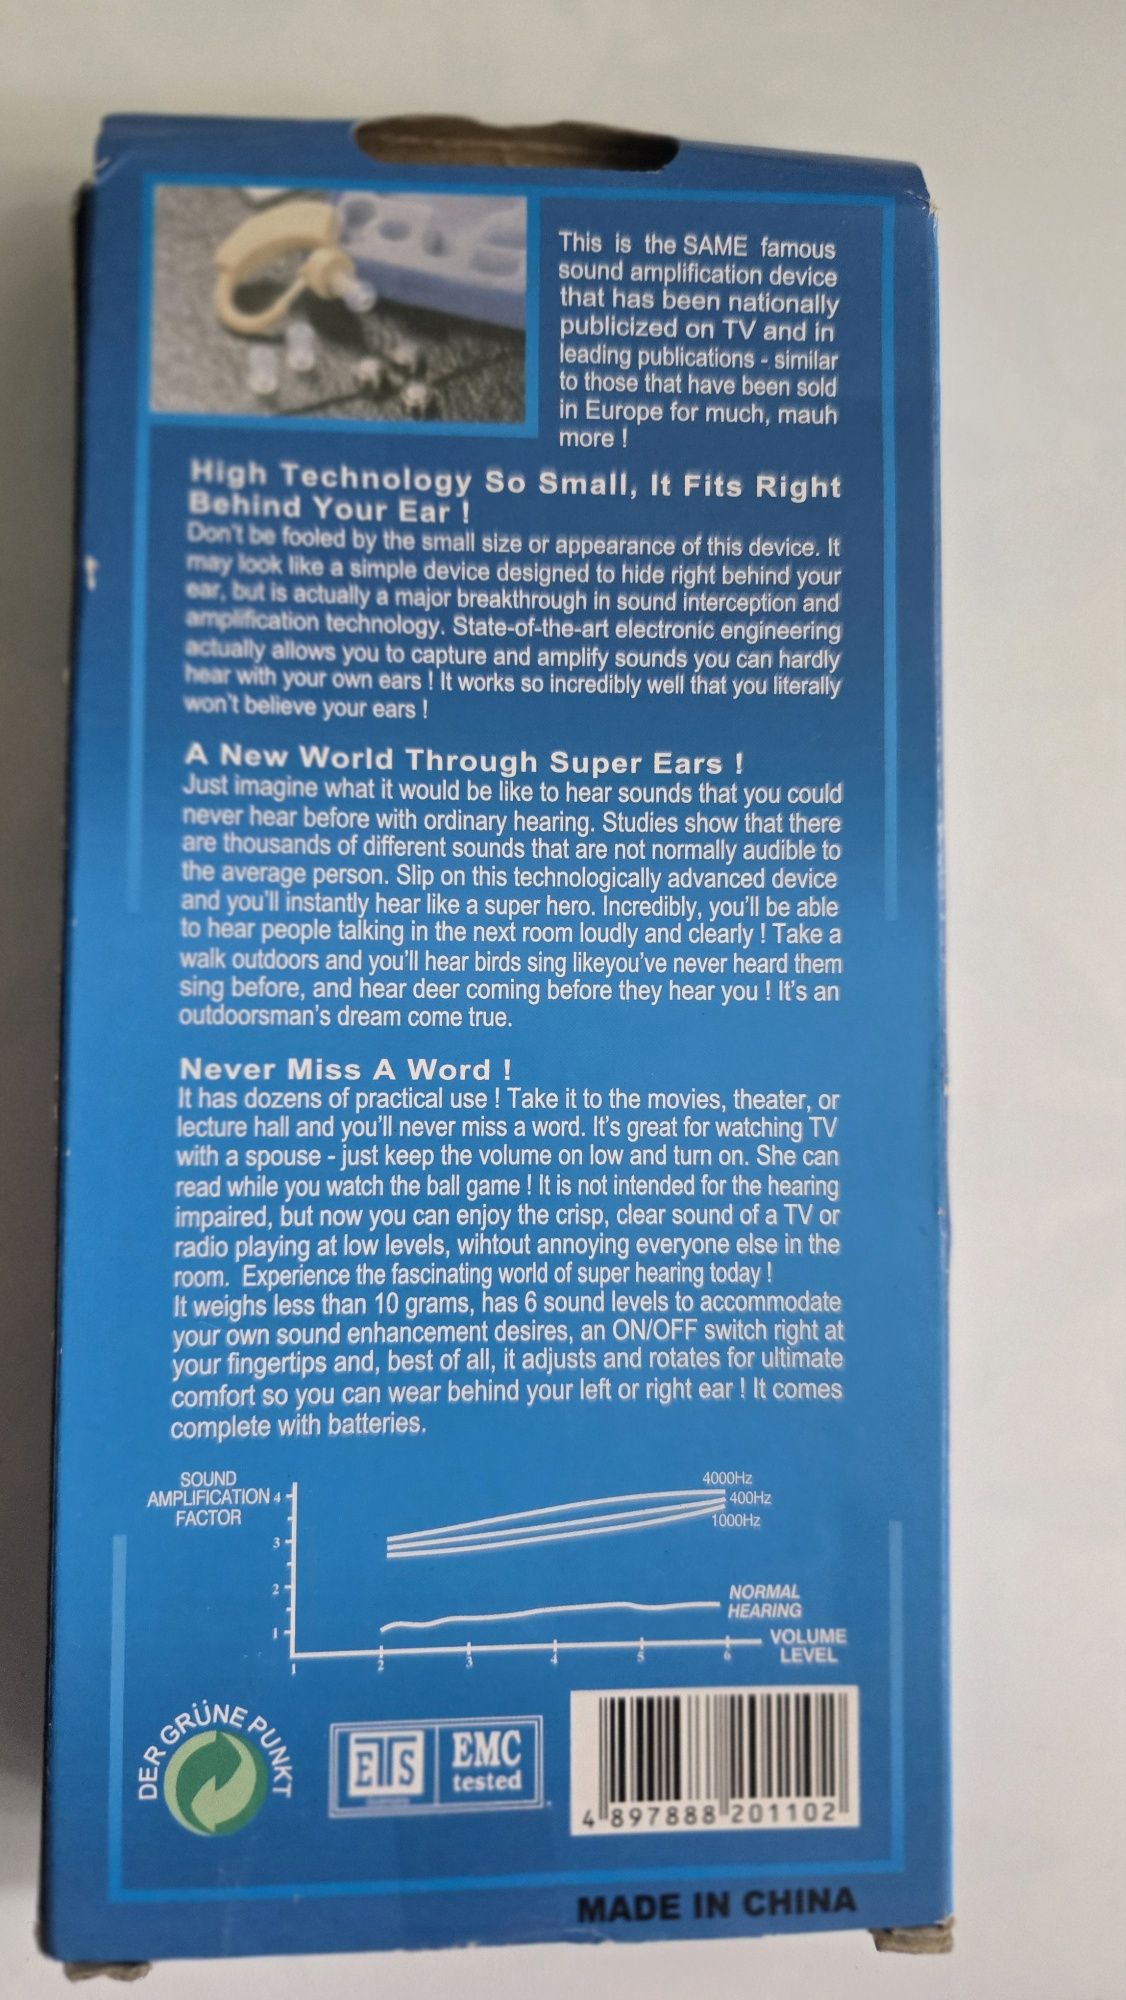 This is the SAME famous
sound amplification device
that has been nationally
publicized on TV and in
leading publications - similar
to those that have been sold
in Europe for much, mauh
more !
High Technology So Small, It Fits Right
Behind Your Ear !
Don't be fooled by the small size or appearance of this device. It
may look like a simple device designed to hide right behind your
ear, but is actually a major breakthrough in sound interception and
amplification technology. State-of-the-art electronic engineering
actually allows you to capture and amplify sounds you can hardly
hear with your own ears ! It works so incredibly well that you literally
won't believe your ears !
A New World Through Super Ears !
Just imagine what it would be like to hear sounds that you could
never hear before with ordinary hearing. Studies show that there
are thousands of different sounds that are not normally audible to
the average person. Slip on this technologically advanced device
and you'll instantly hear like a super hero. Incredibly, you'll be able
to hear people talking in the next room loudly and clearly ! Take a
walk outdoors and you'll hear birds sing likeyou've never heard them
sing before, and hear deer coming before they hear you ! It's an
outdoorsman's dream come true.
Never Miss A Word !
It has dozens of practical use ! Take it to the movies, theater, or
lecture hall and you'll never miss a word. It's great for watching TV
with a spouse - just keep the volume on low and turn on. She can
read while you watch the ball game ! It is not intended for the hearing
impaired, but now you can enjoy the crisp, clear sound of a TV or
radio playing at low levels, wihtout annoying everyone else in the
room. Experience the fascinating world of super hearing today !
It weighs less than 10 grams, has 6 sound levels to accommodate
your own sound enhancement desires, an ON/OFF switch right at
your fingertips and, best of all, it adjusts and rotates for ultimate
comfort so you can wear behind your left or right ear ! It comes
complete with batteries.
SOUND
AMPLIFICATION
FACTOR
4
3
2
1
4000Hz
400Hz
1000Hz
NORMAL
HEARING
VOLUME
LEVEL
1 2 3 4 5 6
DER GRÜNE PUNKT
ETS
EMC
tested
4 897888 201102
MADE IN CHINA